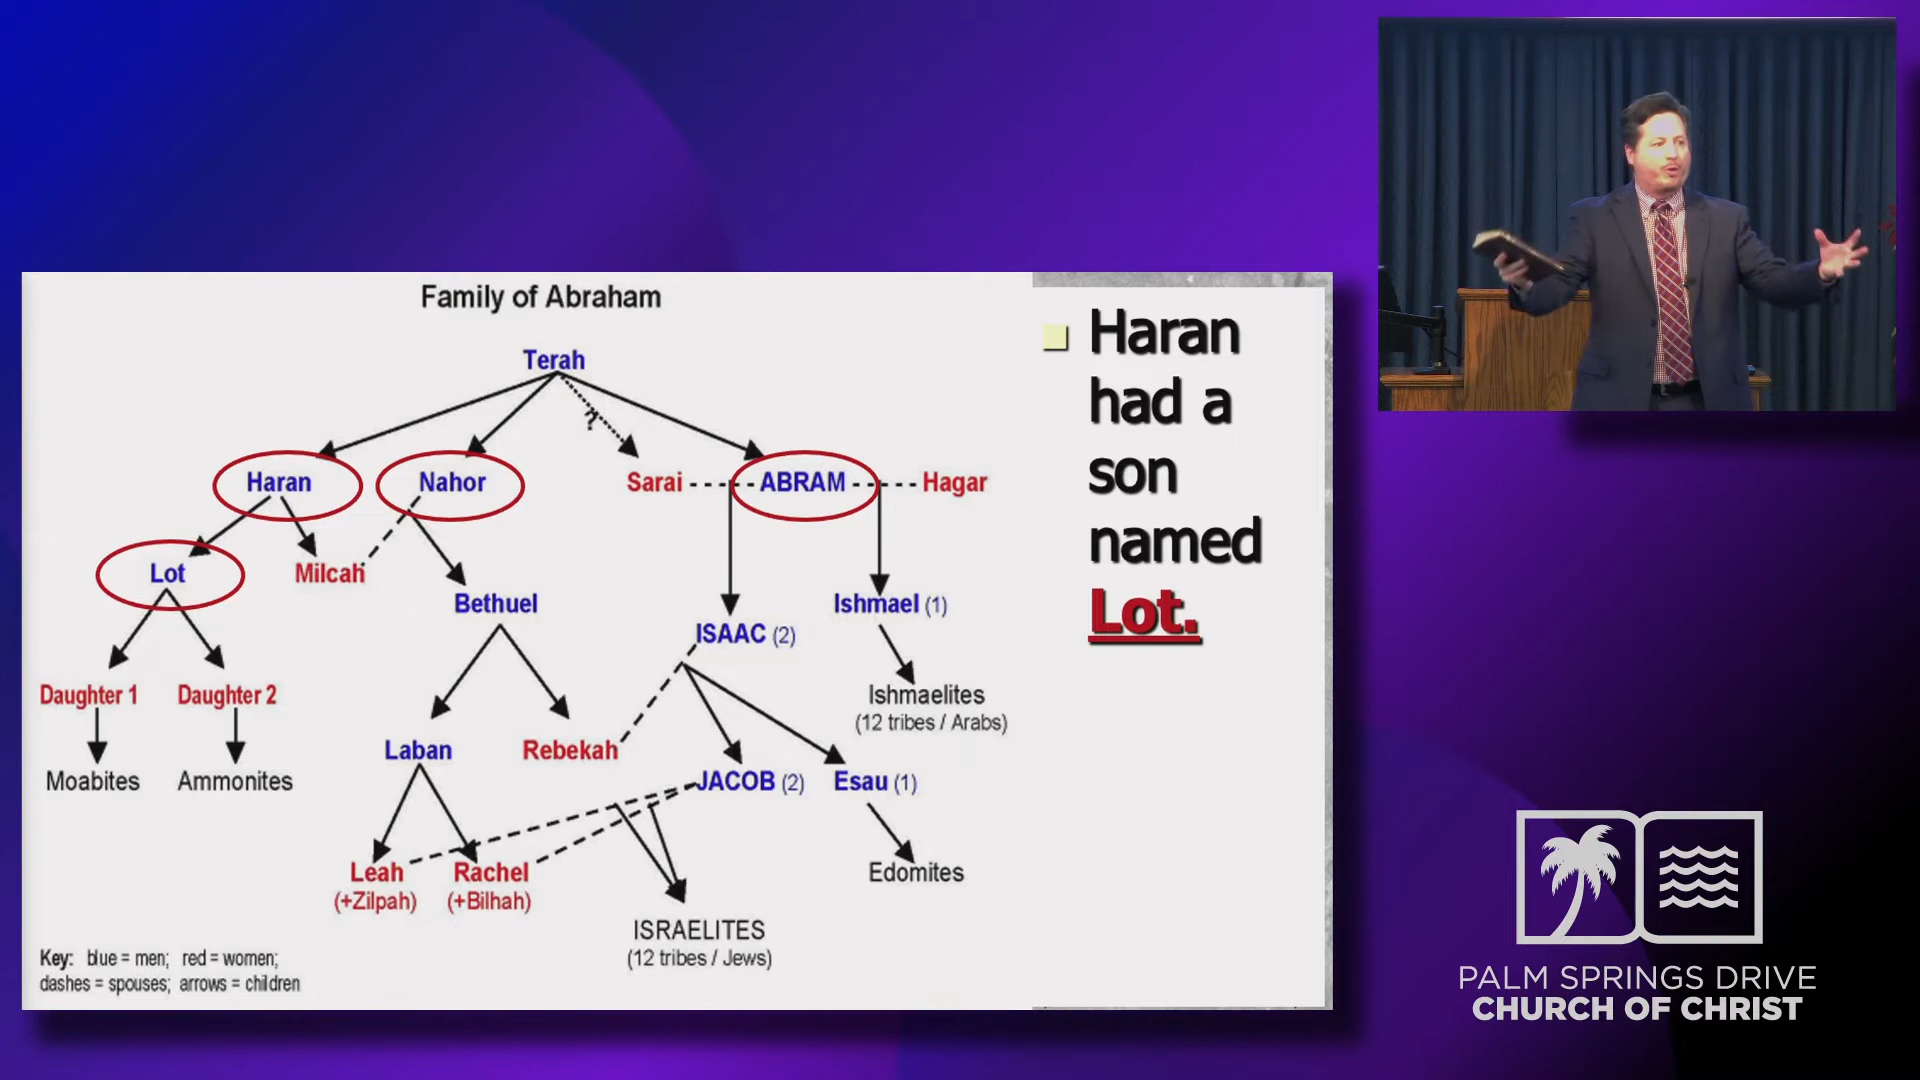 Family of Abraham
Terah
?
Haran
Nahor
Sarai
ABRAM
Hagar
Lot
Milcah
Bethuel
Ishmael (1)
ISAAC (2)
Daughter 1
Daughter 2
Ishmaelites
(12 tribes / Arabs)
Laban
Rebekah
Moabites
Ammonites
JACOB (2)
Esau (1)
Leah
(+Zilpah)
Rachel
(+Bilhah)
Edomites
ISRAELITES
(12 tribes / Jews)
Key: blue = men; red = women;
dashes = spouses; arrows = children
Haran
had a
son
named
Lot.
PALM SPRINGS DRIVE
CHURCH OF CHRIST